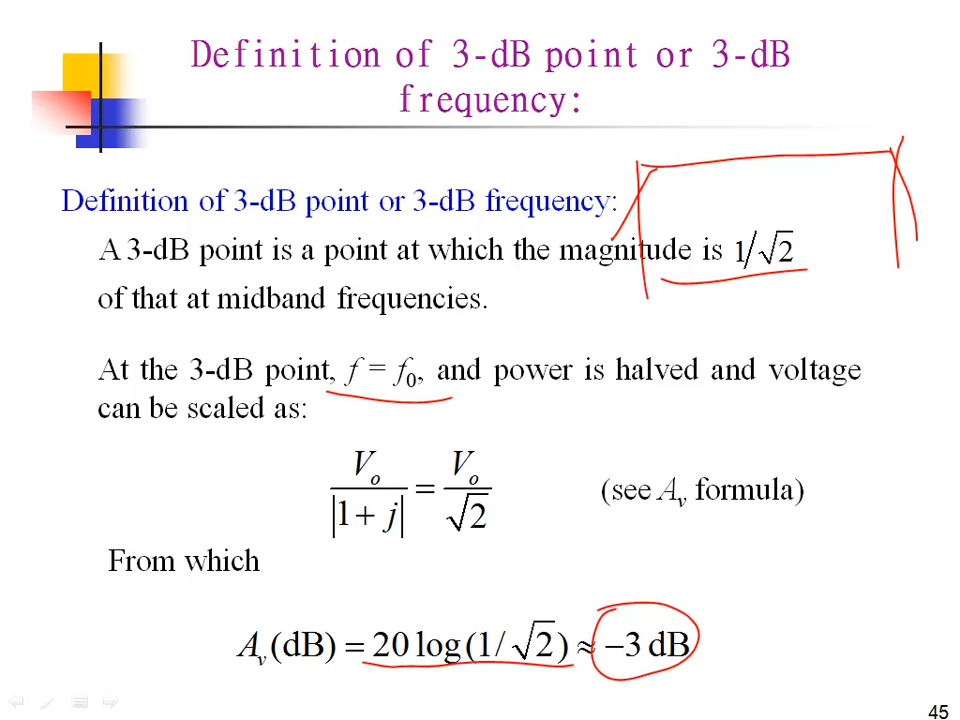 Definition of 3-dB point or 3-dB
frequency:
Definition of 3-dB point or 3-dB frequency:
A 3-dB point is a point at which the magnitude is 1/√2
of that at midband frequencies.
At the 3-dB point, f = f₀, and power is halved and voltage
can be scaled as:
Vₒ / |1 + j| = Vₒ / √2 (see Aᵥ formula)
From which
Aᵥ(dB) = 20 log(1/√2) ≈ −3 dB
45